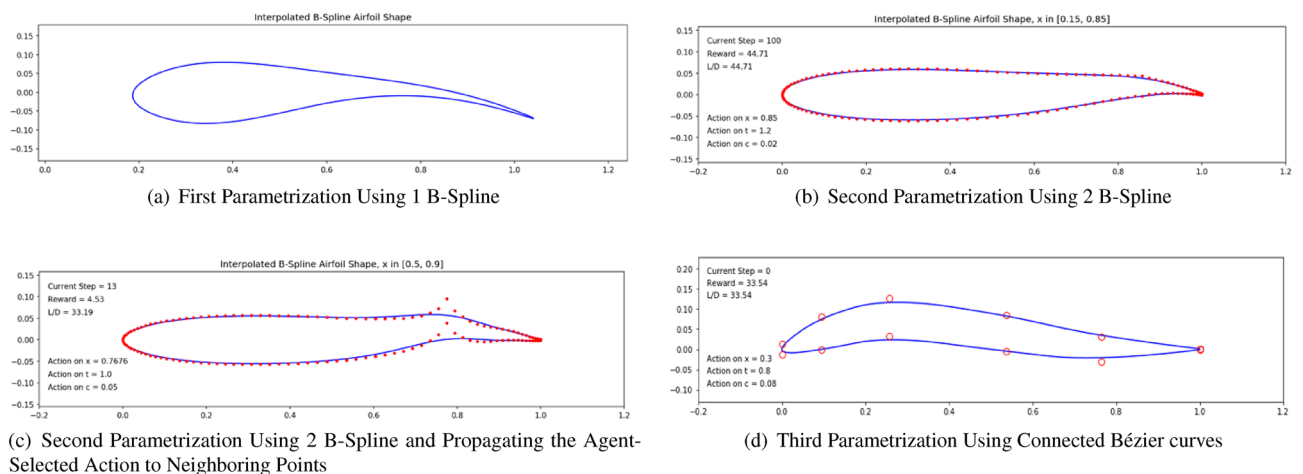 Interpolated B-Spline Airfoil Shape
0.15
0.10
0.05
0.00
−0.05
−0.10
−0.15
0.0 0.2 0.4 0.6 0.8 1.0 1.2
(a) First Parametrization Using 1 B-Spline
Interpolated B-Spline Airfoil Shape, x in [0.15, 0.85]
Current Step = 100
Reward = 44.71
L/D = 44.71
Action on x = 0.85
Action on t = 1.2
Action on c = 0.02
0.15
0.10
0.05
0.00
−0.05
−0.10
−0.15
−0.2 0.0 0.2 0.4 0.6 0.8 1.0 1.2
(b) Second Parametrization Using 2 B-Spline
Interpolated B-Spline Airfoil Shape, x in [0.5, 0.9]
Current Step = 13
Reward = 4.53
L/D = 33.19
Action on x = 0.7676
Action on t = 1.0
Action on c = 0.05
0.15
0.10
0.05
0.00
−0.05
−0.10
−0.15
−0.2 0.0 0.2 0.4 0.6 0.8 1.0 1.2
(c) Second Parametrization Using 2 B-Spline and Propagating the Agent-
Selected Action to Neighboring Points
Current Step = 0
Reward = 33.54
L/D = 33.54
Action on x = 0.3
Action on t = 0.8
Action on c = 0.08
0.20
0.15
0.10
0.05
0.00
−0.05
−0.10
−0.2 0.0 0.2 0.4 0.6 0.8 1.0 1.2
(d) Third Parametrization Using Connected Bézier curves